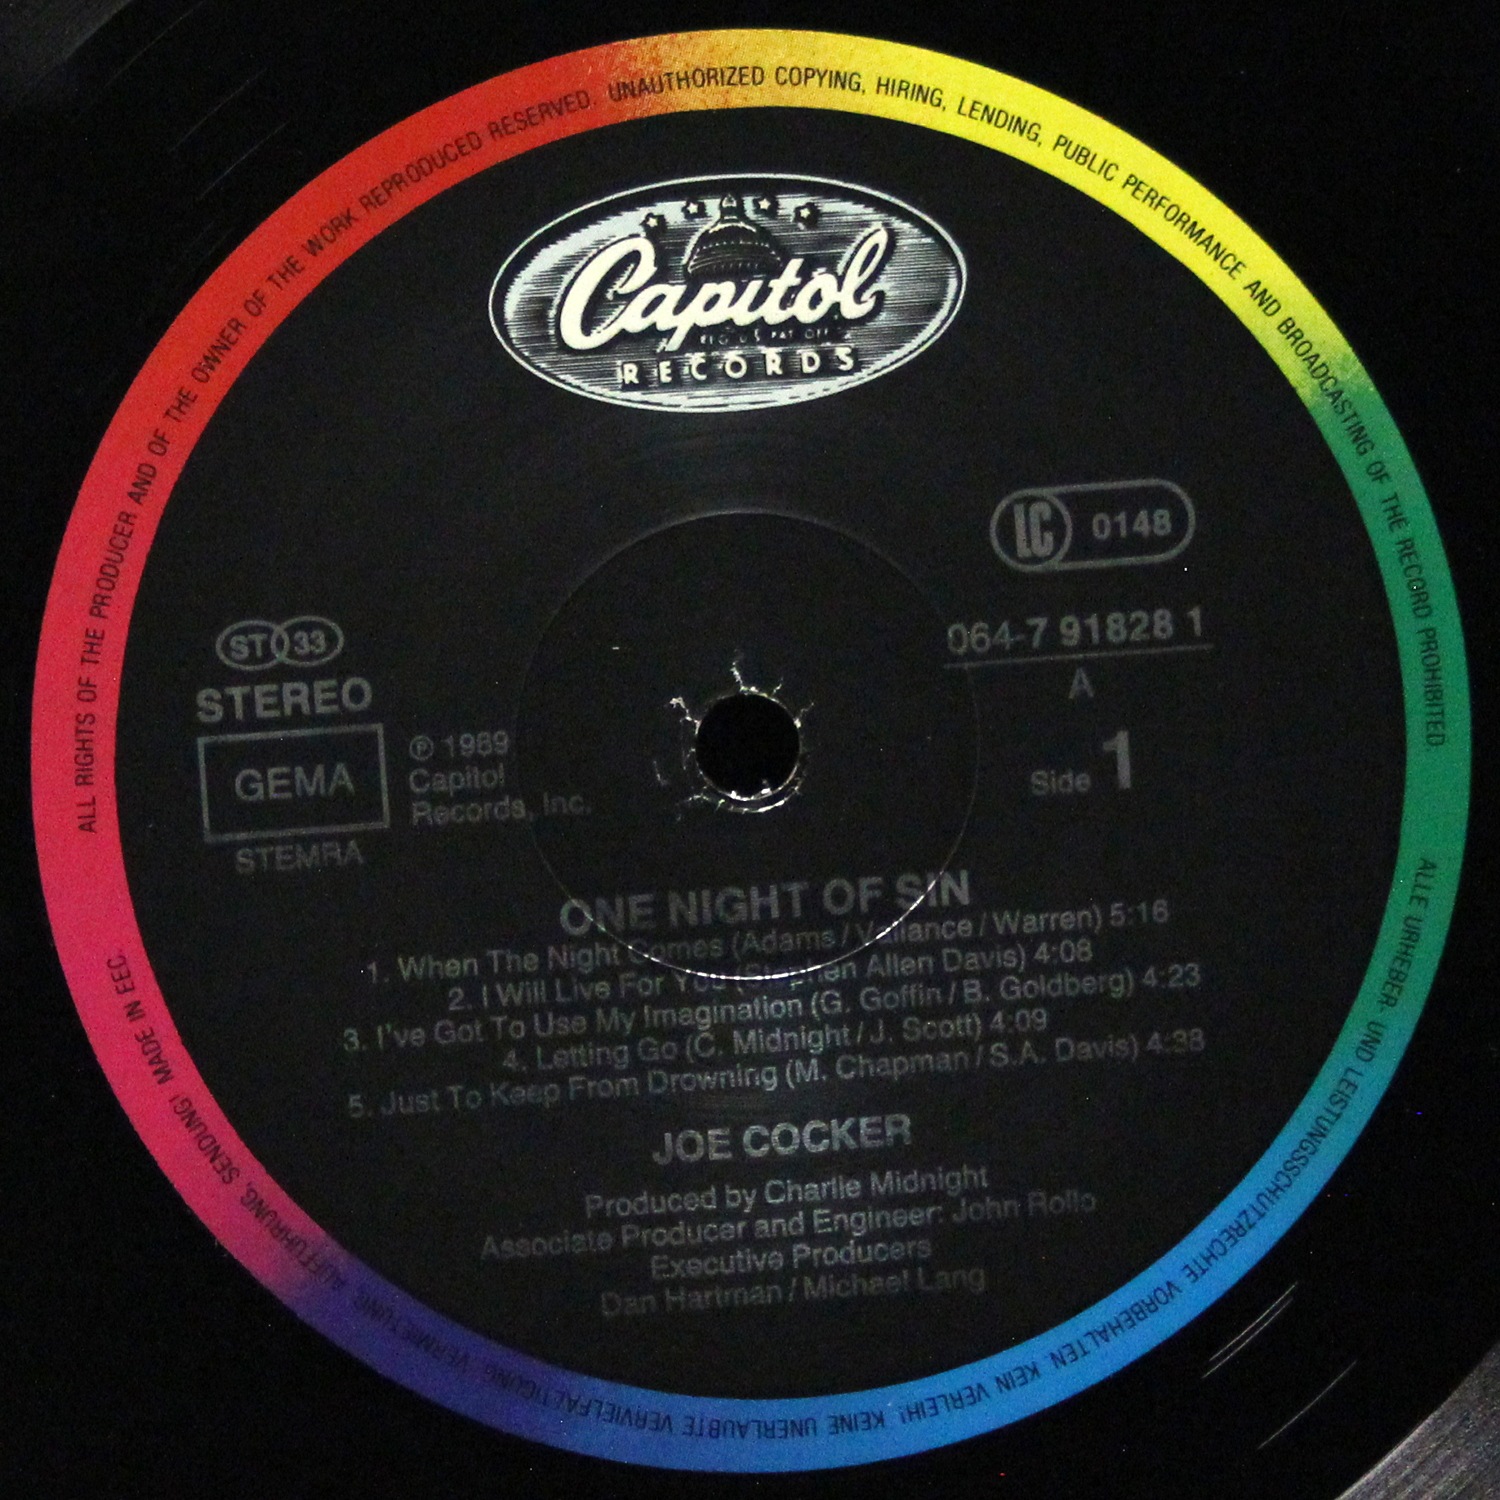 ALL RIGHTS OF THE PRODUCER AND OF THE OWNER OF THE WORK REPRODUCED RESERVED. UNAUTHORIZED COPYING, HIRING, LENDING, PUBLIC PERFORMANCE AND BROADCASTING OF THE RECORD PROHIBITED
Capitol
REG. U.S. PAT. OFF.
RECORDS
LC 0148
064-7 91828 1
A
Side 1
ST 33
STEREO
GEMA
STEMRA
℗ 1989
Capitol
Records, Inc.
ONE NIGHT OF SIN
1. When The Night Comes (Adams/Vallance/Warren) 5:16
2. I Will Live For You (Stephen Allen Davis) 4:08
3. I've Got To Use My Imagination (G. Goffin/B. Goldberg) 4:23
4. Letting Go (C. Midnight/J. Scott) 4:09
5. Just To Keep From Drowning (M. Chapman/S.A. Davis) 4:38
JOE COCKER
Produced by Charlie Midnight
Associate Producer and Engineer: John Rollo
Executive Producers
Dan Hartman/Michael Lang
ALLE URHEBER- UND LEISTUNGSSCHUTZRECHTE VORBEHALTEN. KEIN VERLEIH! KEINE UNERLAUBTE VERVIELFÄLTIGUNG, VERMIETUNG, AUFFÜHRUNG, SENDUNG! MADE IN EEC.